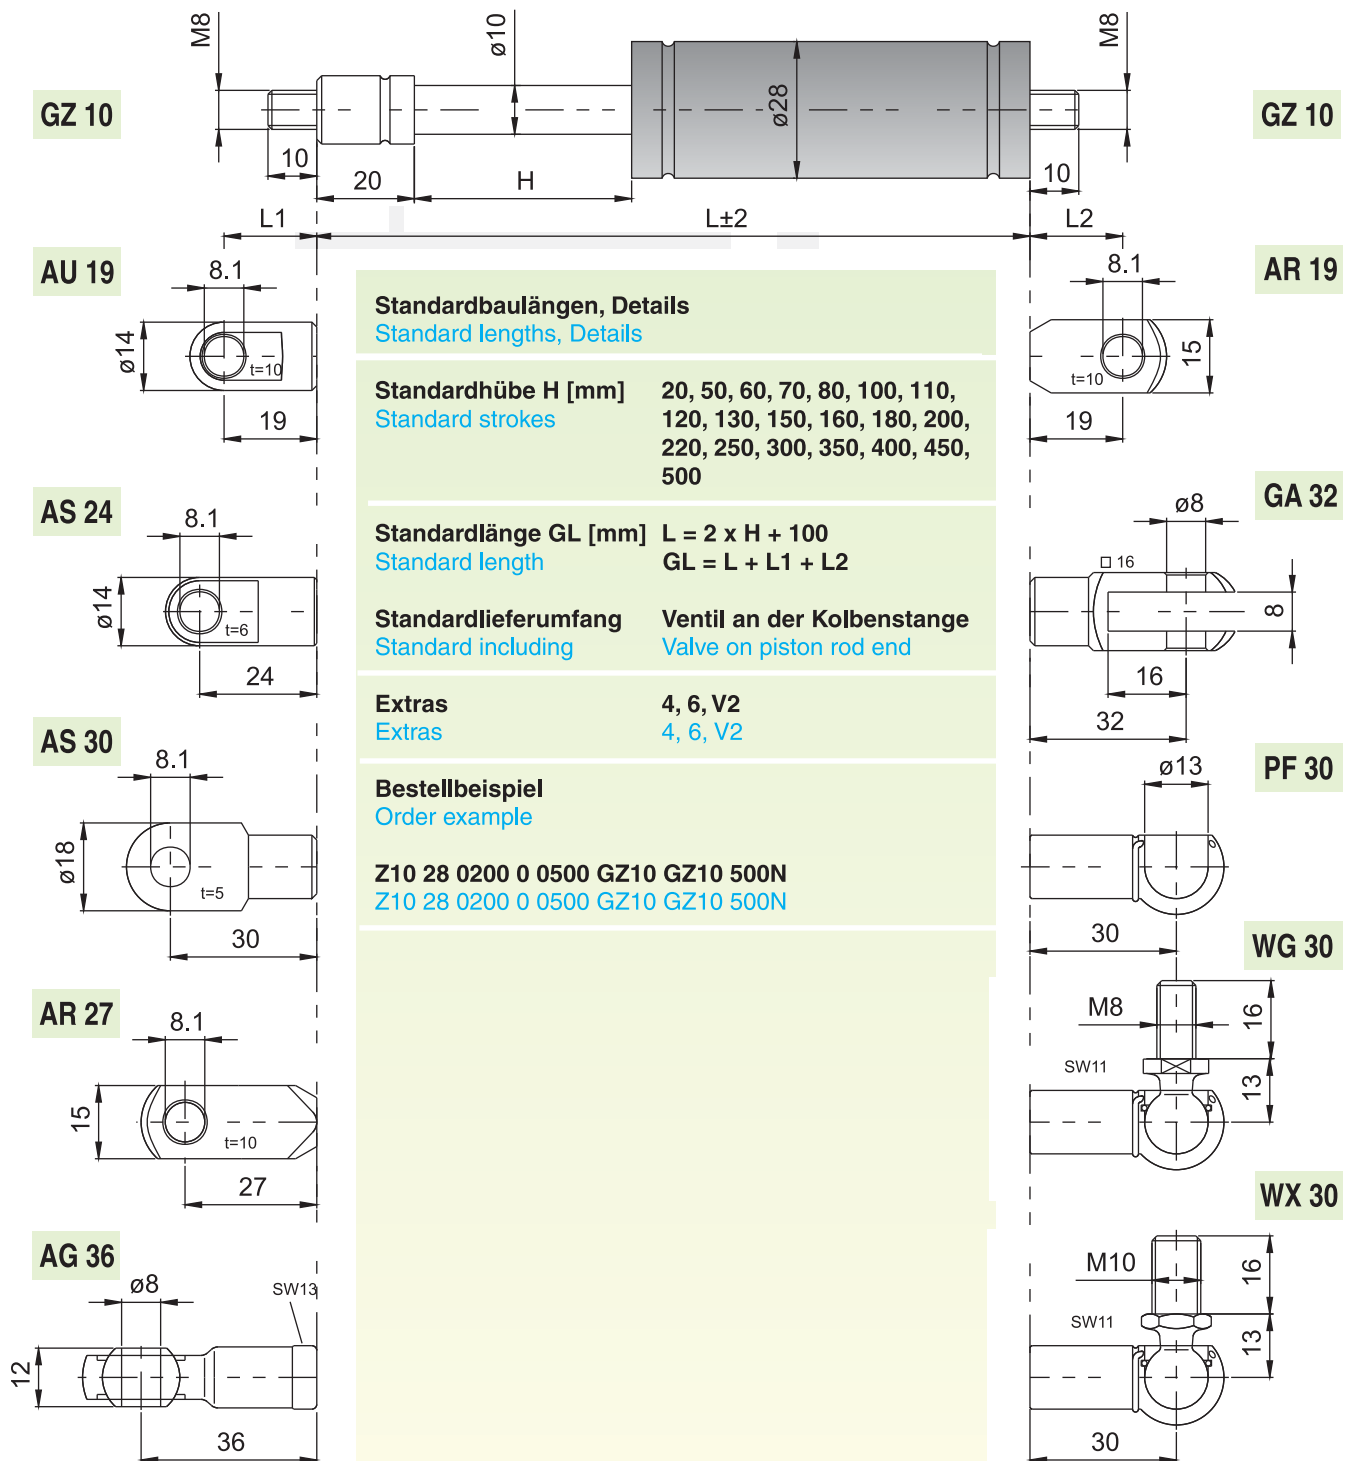 M8
ø10
ø28
M8
GZ 10
GZ 10
10
20
H
10
L1
L±2
L2
AU 19
8.1
ø14
t=10
19
AR 19
8.1
15
t=10
19
Standardbaulängen, Details
Standard lengths, Details
Standardhübe H [mm] 20, 50, 60, 70, 80, 100, 110,
Standard strokes 120, 130, 150, 160, 180, 200,
220, 250, 300, 350, 400, 450,
500
Standardlänge GL [mm] L = 2 x H + 100
Standard length GL = L + L1 + L2
Standardlieferumfang Ventil an der Kolbenstange
Standard including Valve on piston rod end
Extras 4, 6, V2
Extras 4, 6, V2
Bestellbeispiel
Order example
Z10 28 0200 0 0500 GZ10 GZ10 500N
Z10 28 0200 0 0500 GZ10 GZ10 500N
AS 24
8.1
ø14
t=6
24
GA 32
ø8
□ 16
8
16
32
AS 30
8.1
ø18
t=5
30
PF 30
ø13
30
AR 27
8.1
15
t=10
27
WG 30
M8
16
SW11
13
AG 36
ø8
SW13
12
36
WX 30
M10
16
SW11
13
30